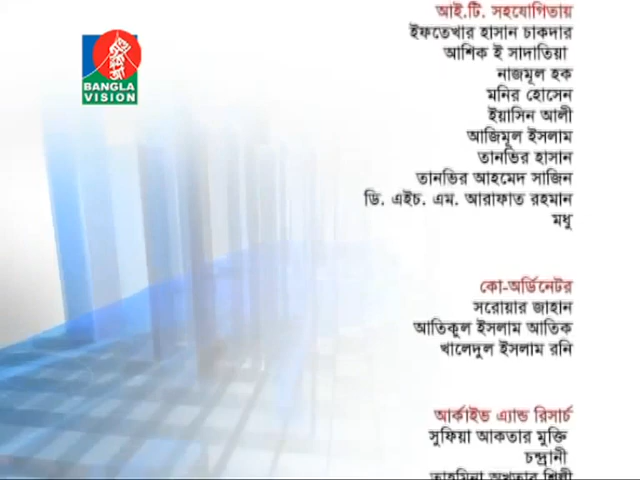 BANGLA
VISION
আই.টি. সহযোগিতায়
ইফতেখার হাসান চাকদার
আশিক ই সাদাতিয়া
নাজমূল হক
মনির হোসেন
ইয়াসিন আলী
আজিমূল ইসলাম
তানভির হাসান
তানভির আহমেদ সাজিন
ডি. এইচ. এম. আরাফাত রহমান
মধু
কো-অর্ডিনেটর
সরোয়ার জাহান
আতিকুল ইসলাম আতিক
খালেদুল ইসলাম রনি
আর্কাইভ এ্যান্ড রিসার্চ
সুফিয়া আকতার মুক্তি
চন্দ্রানী